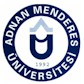 ADNAN MENDERES
ÜNİVERSİTESİ
1992